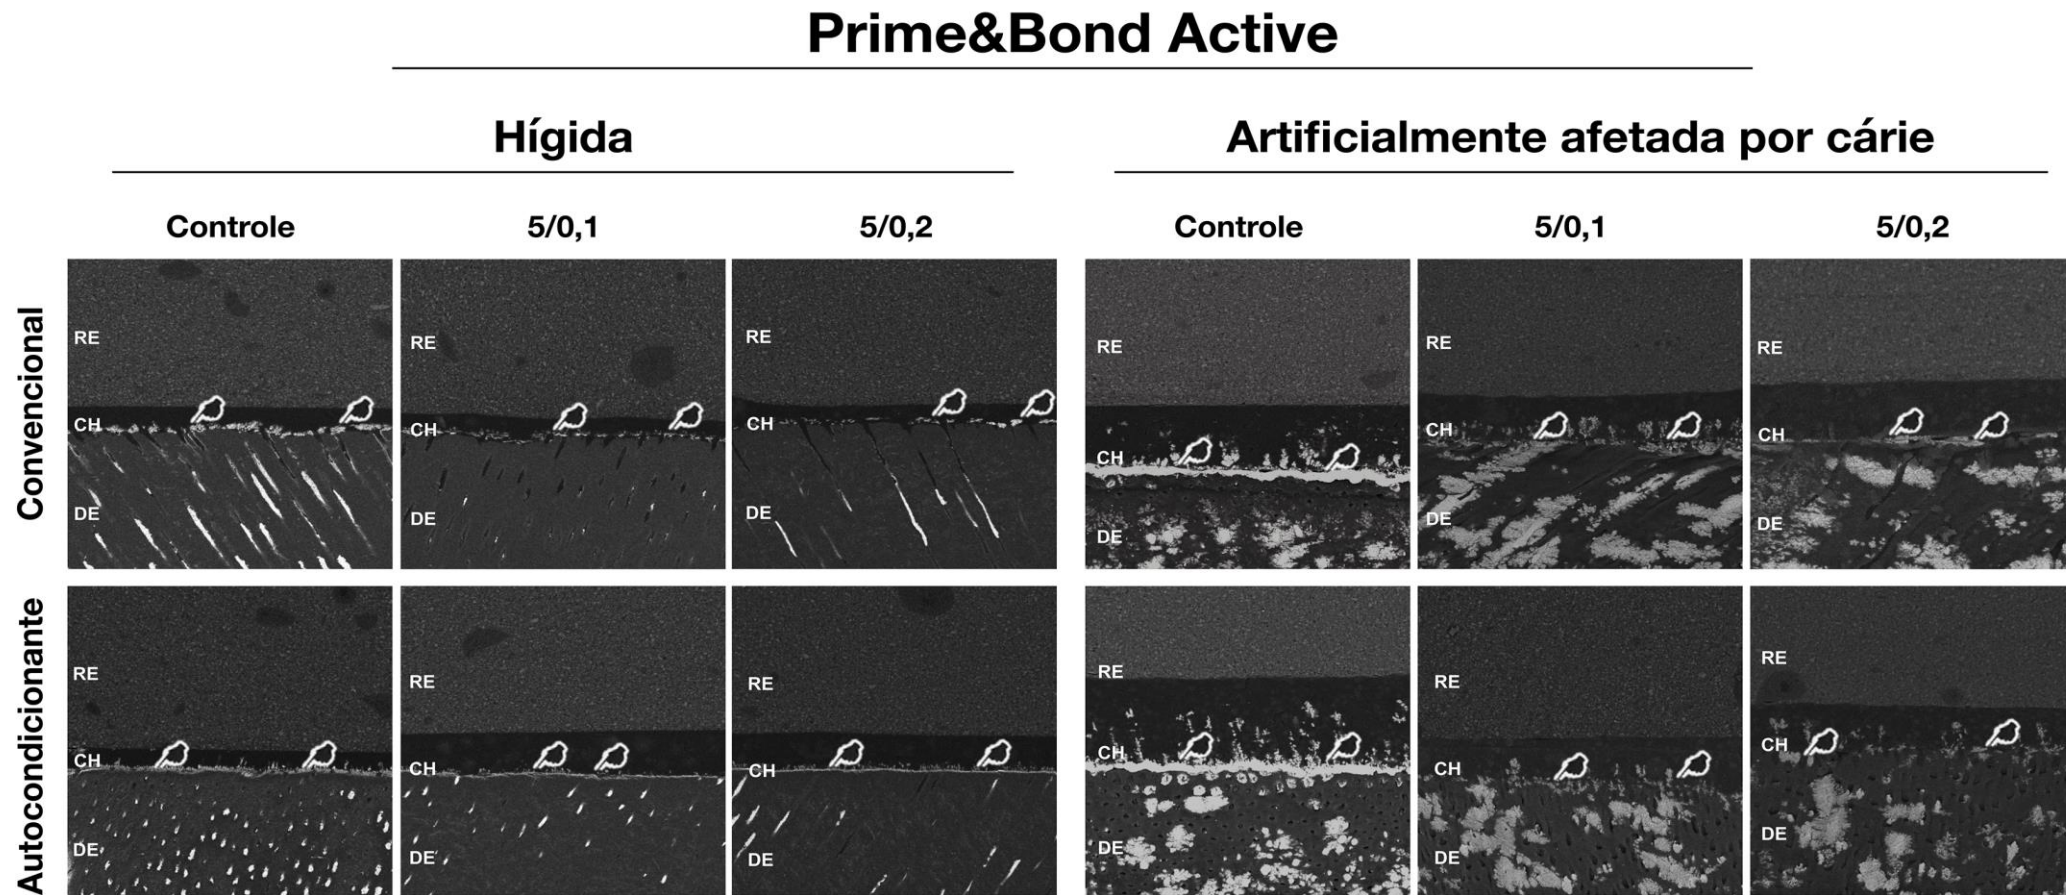 Prime&Bond Active
Hígida
Artificialmente afetada por cárie
Controle
5/0,1
5/0,2
Controle
5/0,1
5/0,2
Convencional
RE
CH
DE
RE
CH
DE
RE
CH
DE
RE
CH
DE
RE
CH
DE
RE
CH
DE
Autocondicionante
RE
CH
DE
RE
CH
DE
RE
CH
DE
RE
CH
DE
RE
CH
DE
RE
CH
DE